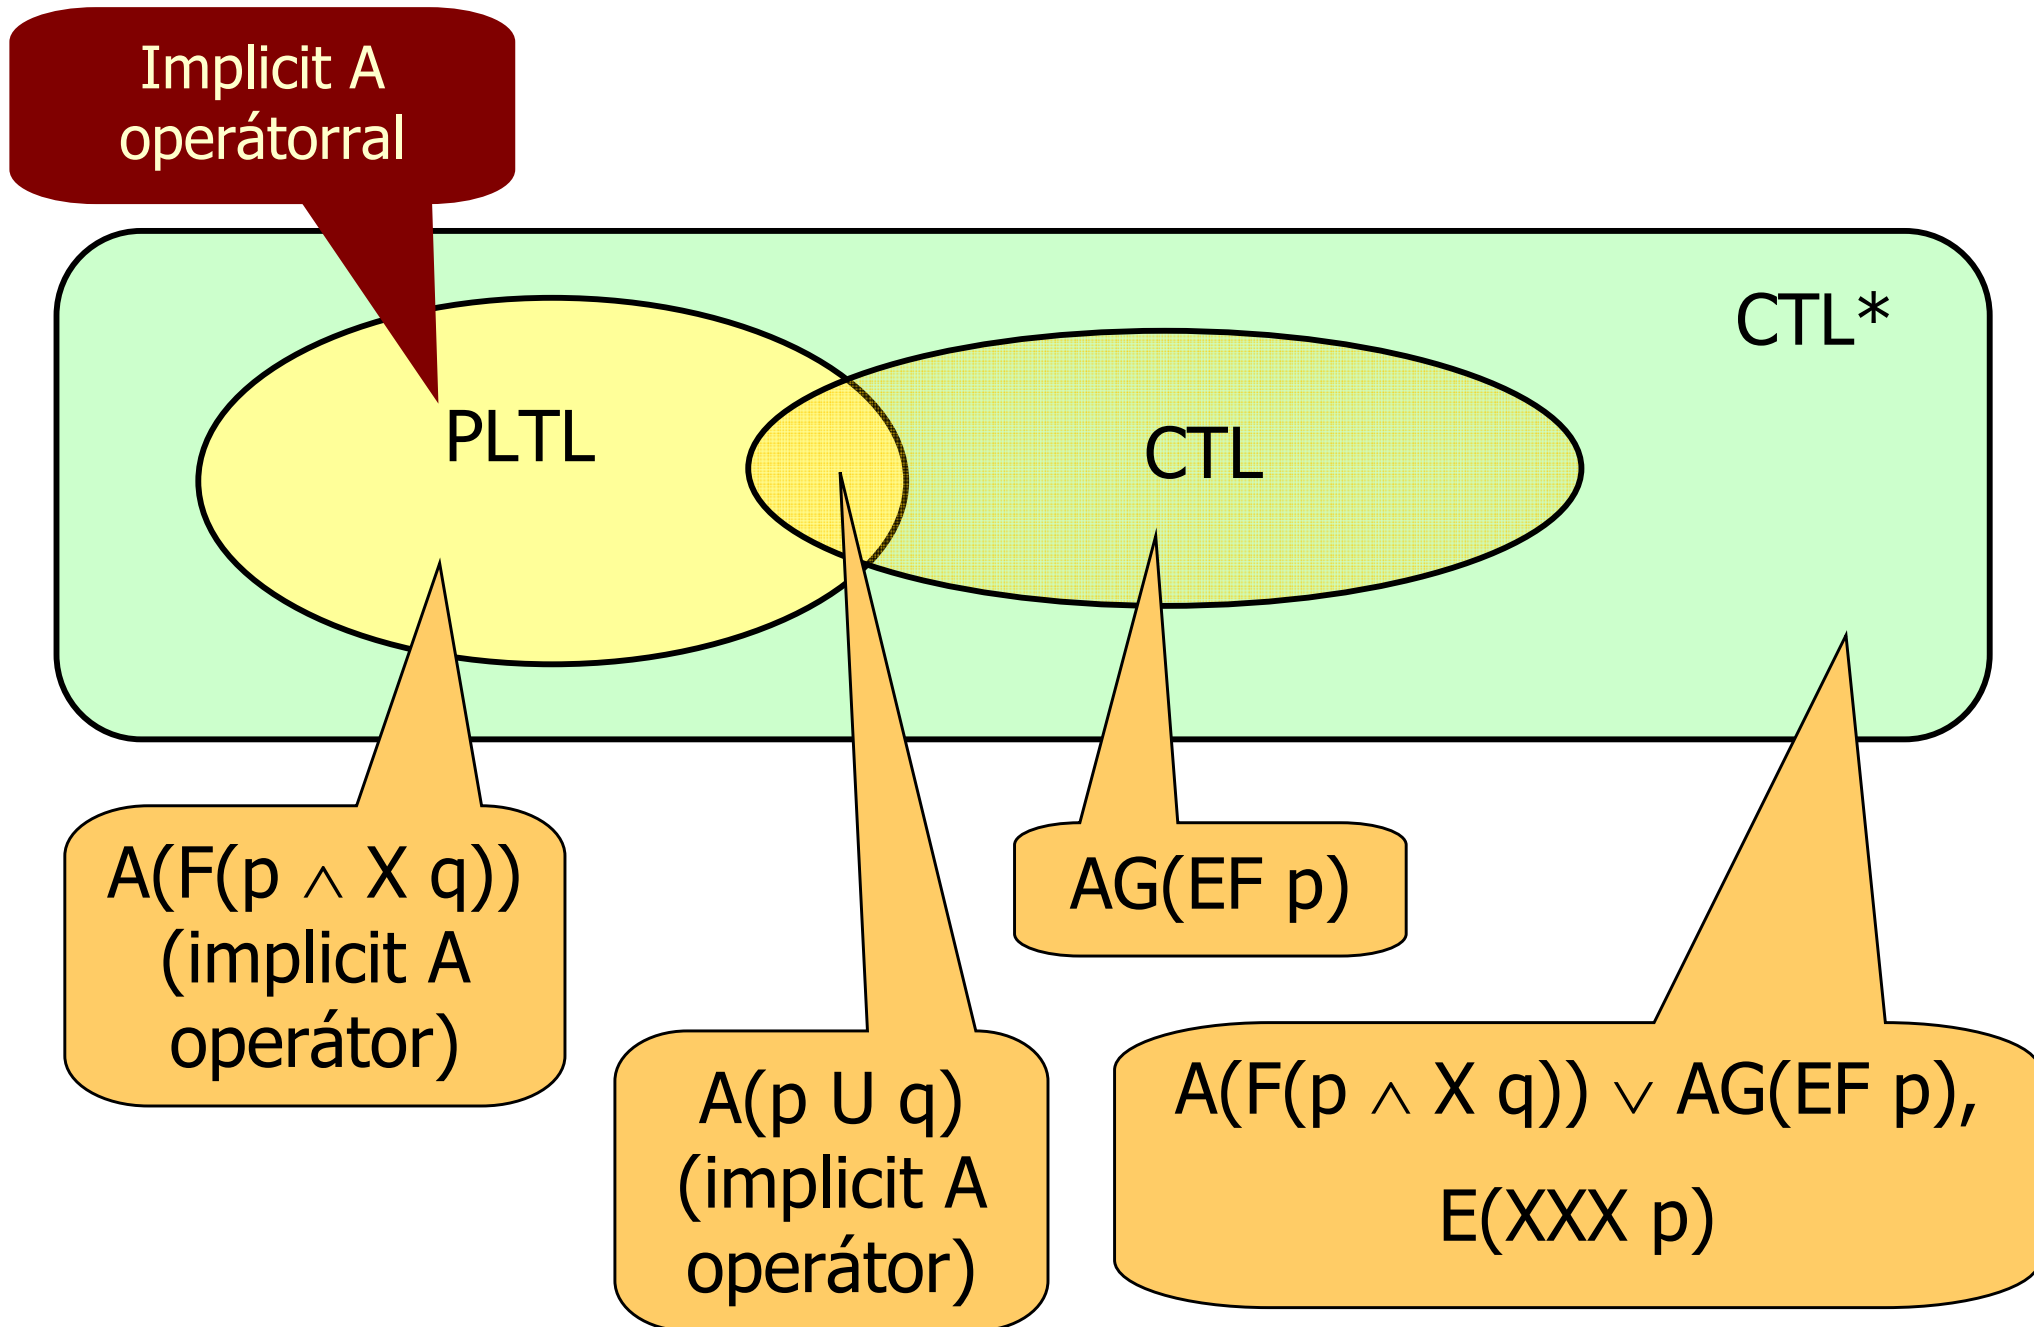 Implicit A
operátorral
CTL*
PLTL
CTL
A(F(p ∧ X q))
(implicit A
operátor)
A(p U q)
(implicit A
operátor)
AG(EF p)
A(F(p ∧ X q)) ∨ AG(EF p),
E(XXX p)